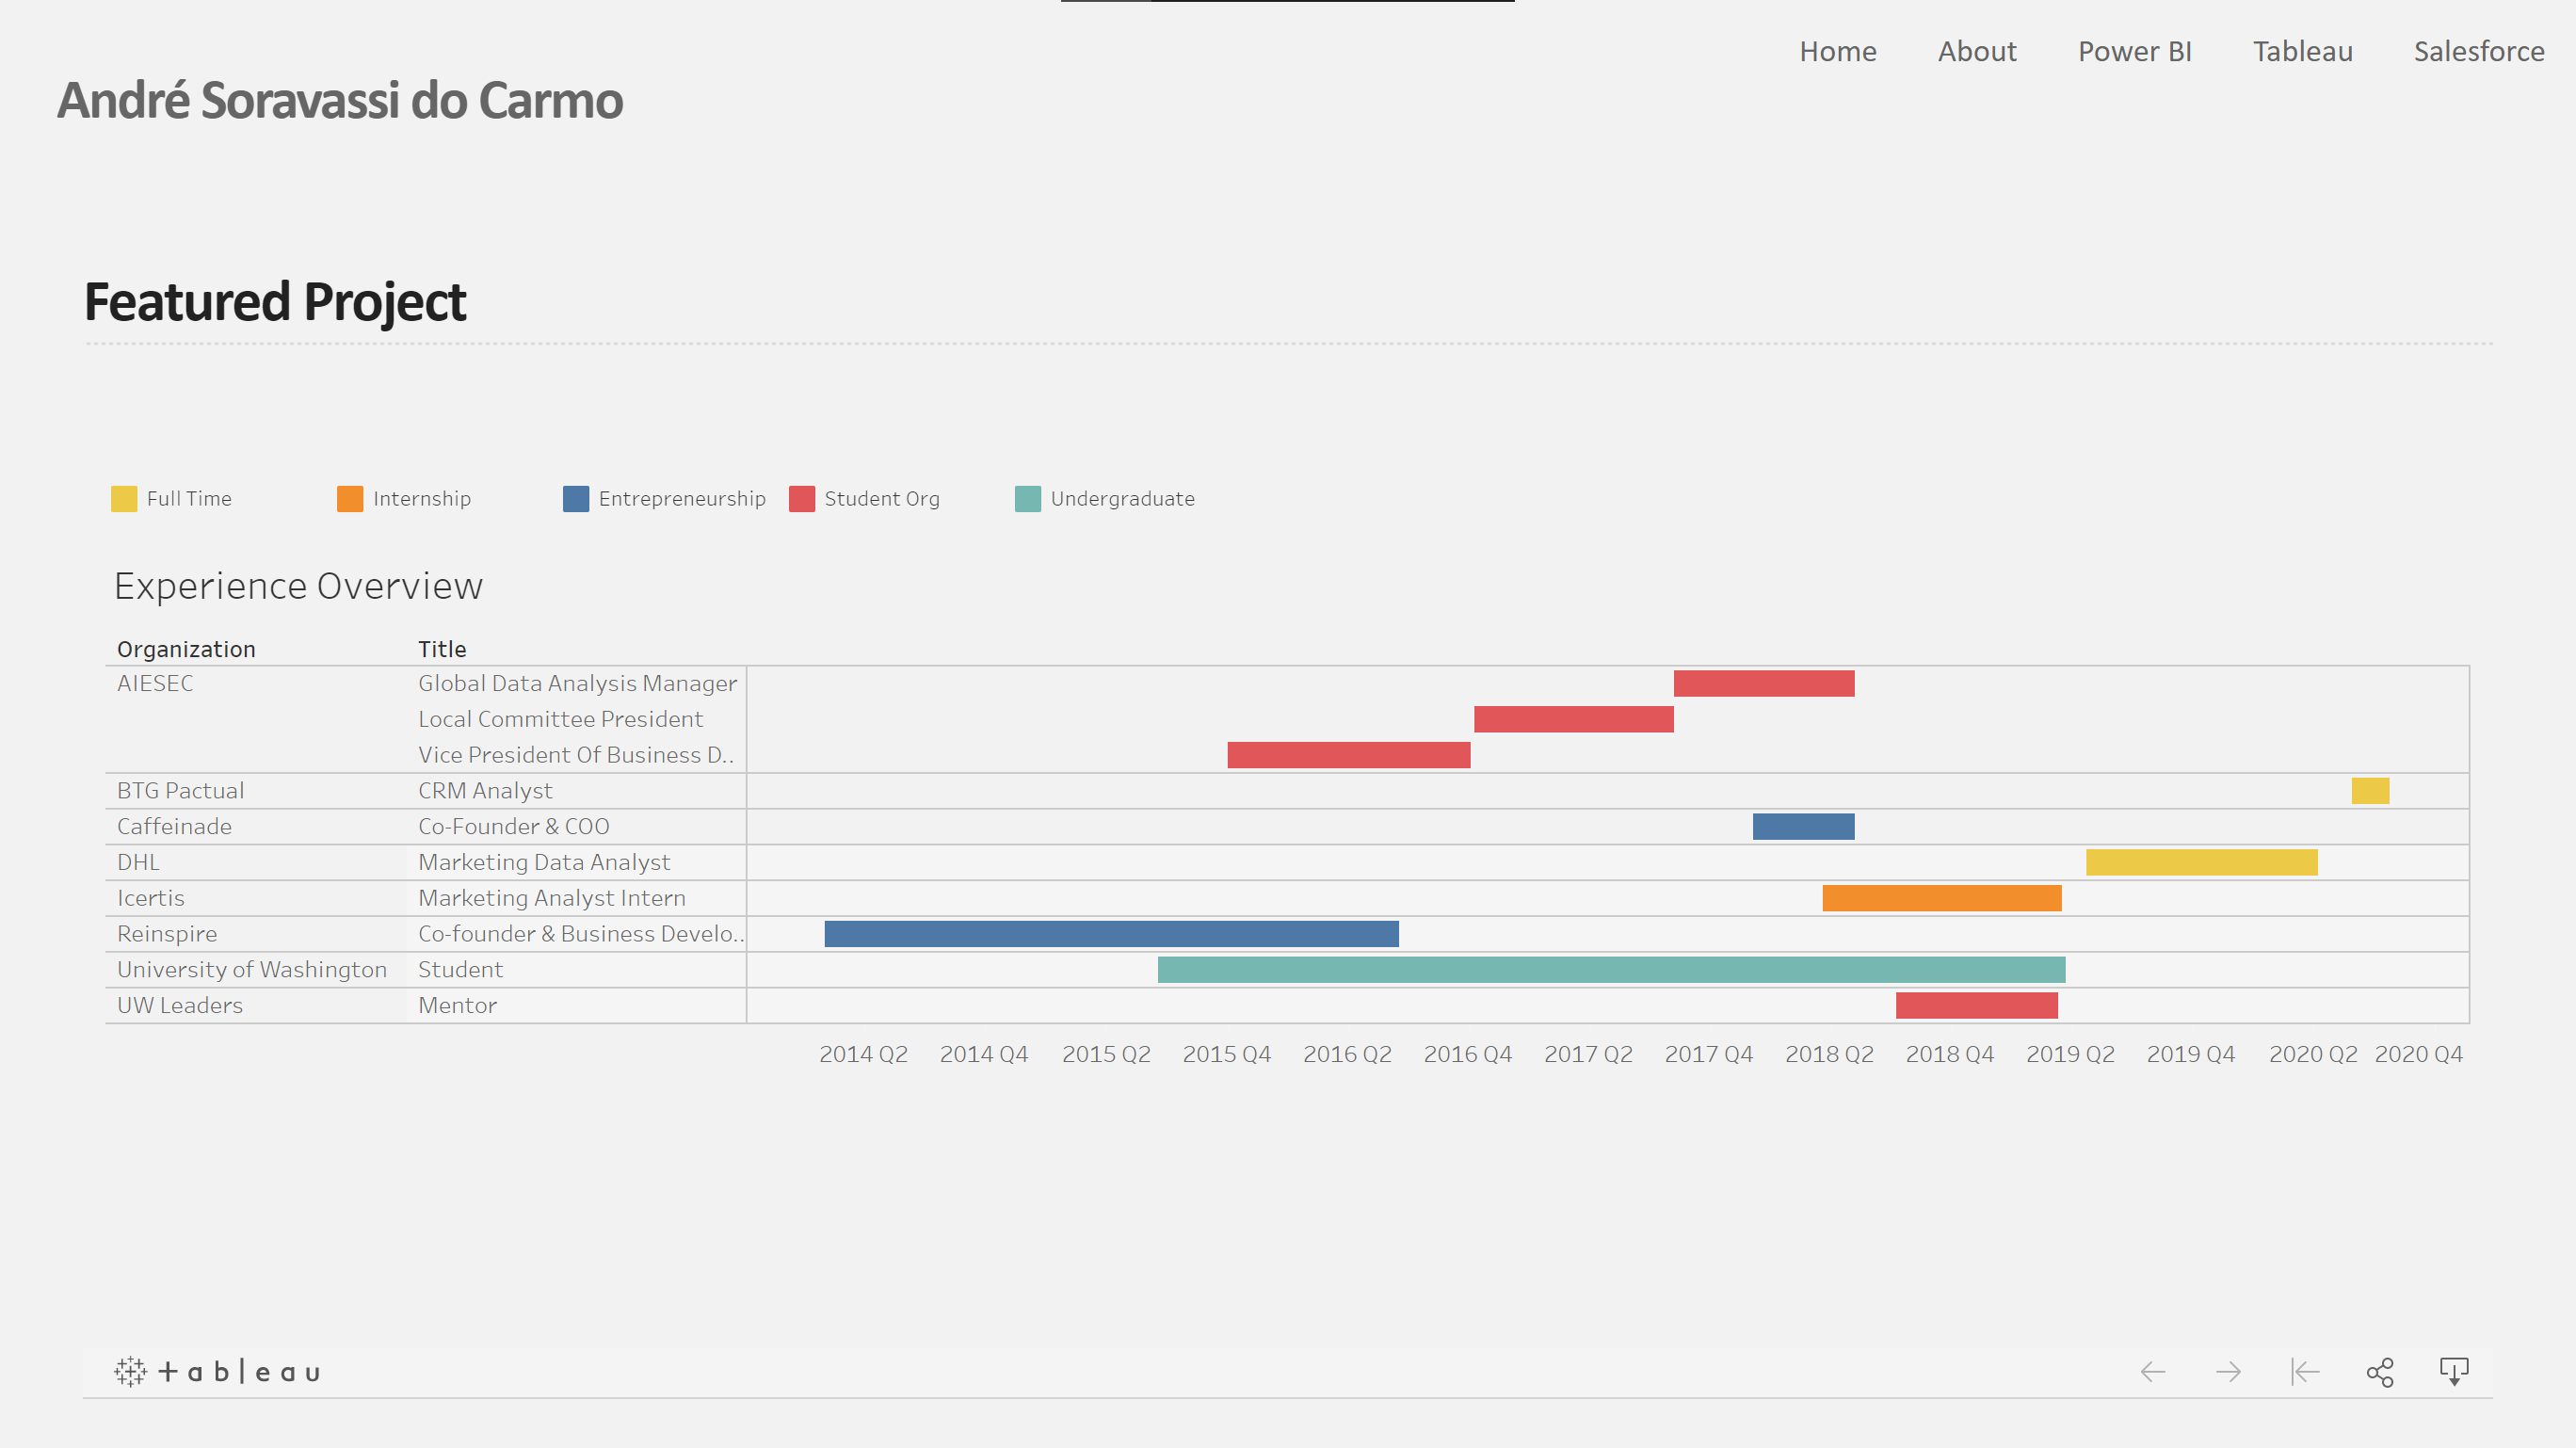 Home About Power BI Tableau Salesforce
André Soravassi do Carmo
Featured Project
Full Time Internship Entrepreneurship Student Org Undergraduate
Experience Overview
Organization Title
AIESEC Global Data Analysis Manager
Local Committee President
Vice President Of Business D..
BTG Pactual CRM Analyst
Caffeinade Co-Founder & COO
DHL Marketing Data Analyst
Icertis Marketing Analyst Intern
Reinspire Co-founder & Business Develo..
University of Washington Student
UW Leaders Mentor
2014 Q2 2014 Q4 2015 Q2 2015 Q4 2016 Q2 2016 Q4 2017 Q2 2017 Q4 2018 Q2 2018 Q4 2019 Q2 2019 Q4 2020 Q2 2020 Q4
+ableau